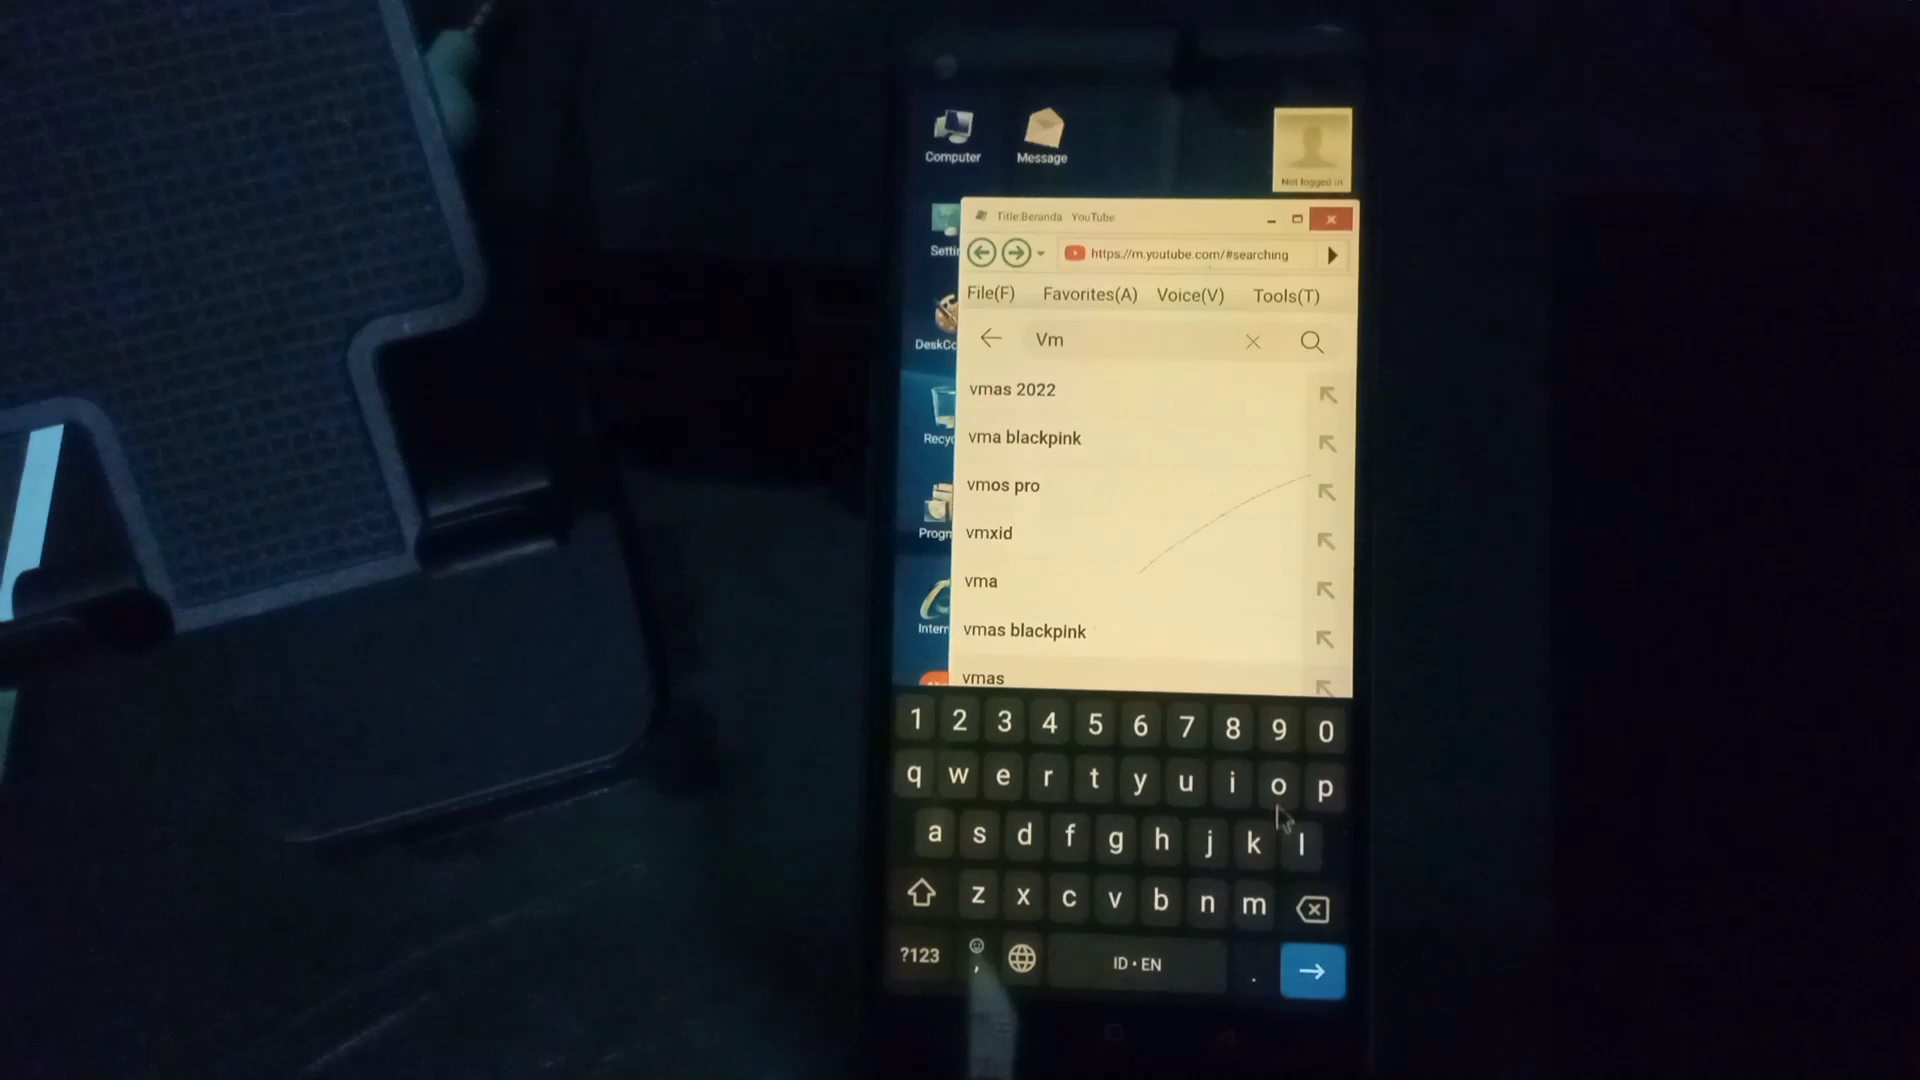 Computer
Message
Not logged in
Title:Beranda YouTube
https://m.youtube.com/#searching
File(F) Favorites(A) Voice(V) Tools(T)
Setti
DeskCo
Recyc
Progr
Intern
Vm
vmas 2022
vma blackpink
vmos pro
vmxid
vma
vmas blackpink
vmas
1 2 3 4 5 6 7 8 9 0
q w e r t y u i o p
a s d f g h j k l
z x c v b n m
?123 , ID • EN .